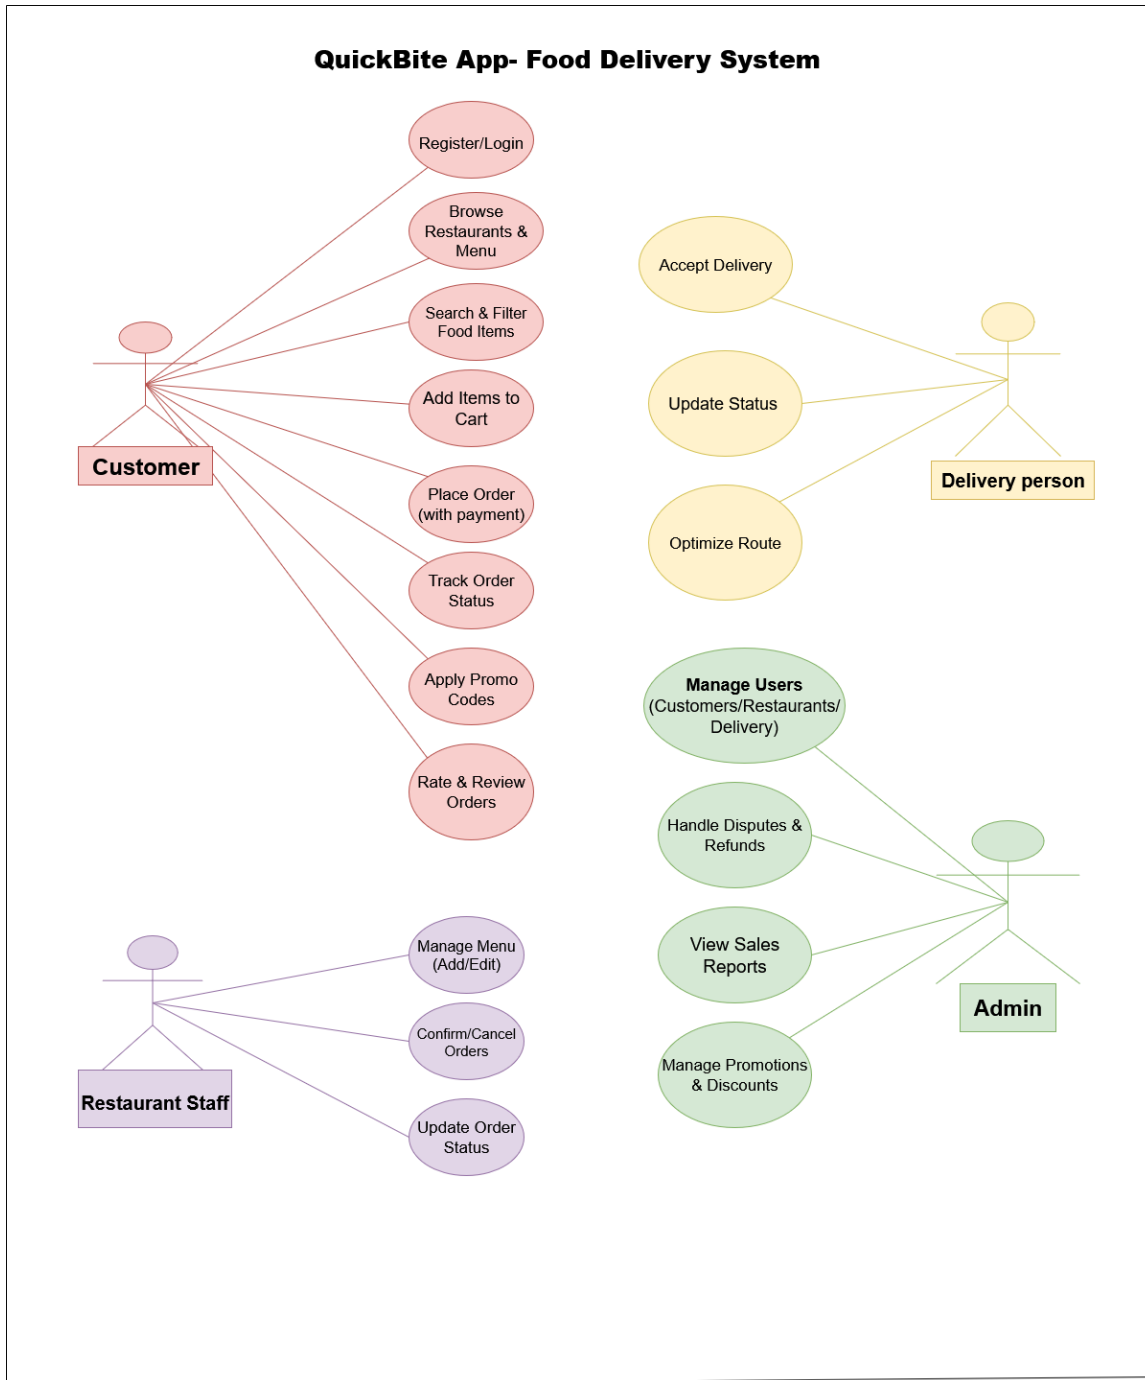 QuickBite App- Food Delivery System
Register/Login
Browse
Restaurants &
Menu
Search & Filter
Food Items
Add Items to
Cart
Place Order
(with payment)
Track Order
Status
Apply Promo
Codes
Rate & Review
Orders
Customer
Accept Delivery
Update Status
Optimize Route
Delivery person
Manage Users
(Customers/Restaurants/
Delivery)
Handle Disputes &
Refunds
View Sales
Reports
Manage Promotions
& Discounts
Admin
Manage Menu
(Add/Edit)
Confirm/Cancel
Orders
Update Order
Status
Restaurant Staff